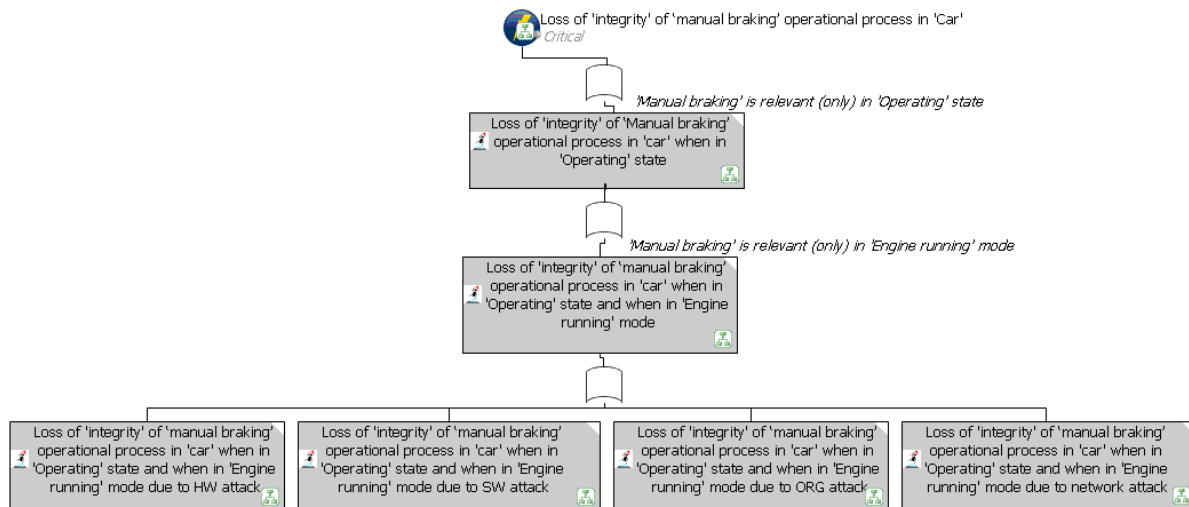 Loss of 'integrity' of ‘manual braking’ operational process in 'Car'
Critical
'Manual braking' is relevant (only) in 'Operating' state
Loss of 'integrity' of ‘Manual braking’
operational process in 'car' when in
'Operating' state
'Manual braking' is relevant (only) in 'Engine running' mode
Loss of 'integrity' of ‘manual braking’
operational process in 'car' when in
'Operating' state and when in 'Engine
running' mode
Loss of 'integrity' of ‘manual braking’
operational process in 'car' when in
'Operating' state and when in 'Engine
running' mode due to HW attack
Loss of 'integrity' of ‘manual braking’
operational process in 'car' when in
'Operating' state and when in 'Engine
running' mode due to SW attack
Loss of 'integrity' of ‘manual braking’
operational process in 'car' when in
'Operating' state and when in 'Engine
running' mode due to ORG attack
Loss of 'integrity' of ‘manual braking’
operational process in 'car' when in
'Operating' state and when in 'Engine
running' mode due to network attack